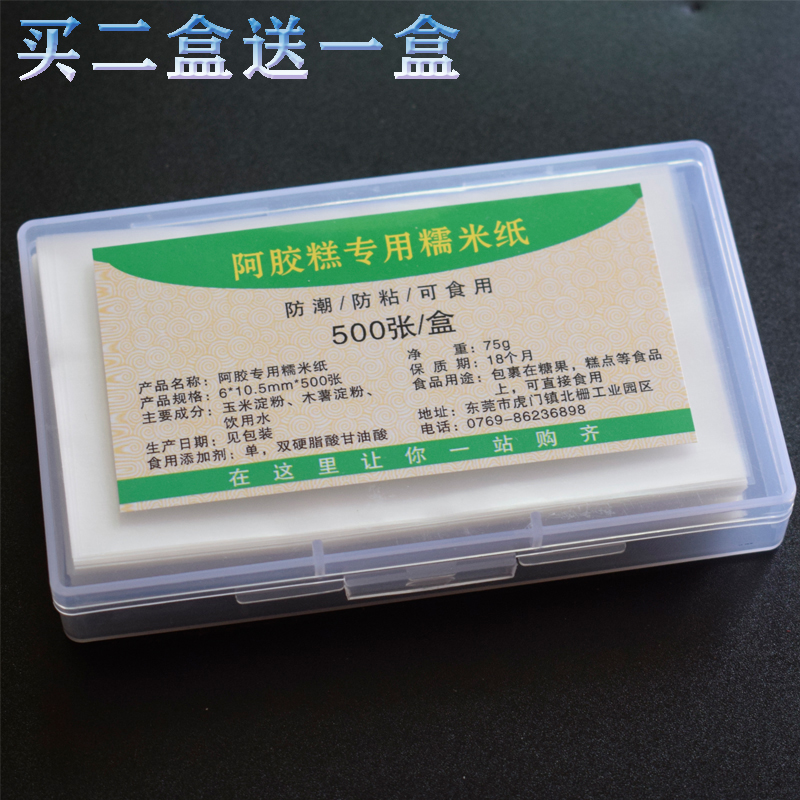 买二盒送一盒
阿胶糕专用糯米纸
防潮/防粘/可食用
500张/盒
产品名称：阿胶专用糯米纸
产品规格：6*10.5mm*500张
主要成分：玉米淀粉、木薯淀粉、
饮用水
生产日期：见包装
食用添加剂：单，双硬脂酸甘油酸
净 重：75g
保 质 期：18个月
食品用途：包裹在糖果，糕点等食品
上，可直接食用
地址：东莞市虎门镇北栅工业园区
电话：0769-86236898
在这里让你一站购齐